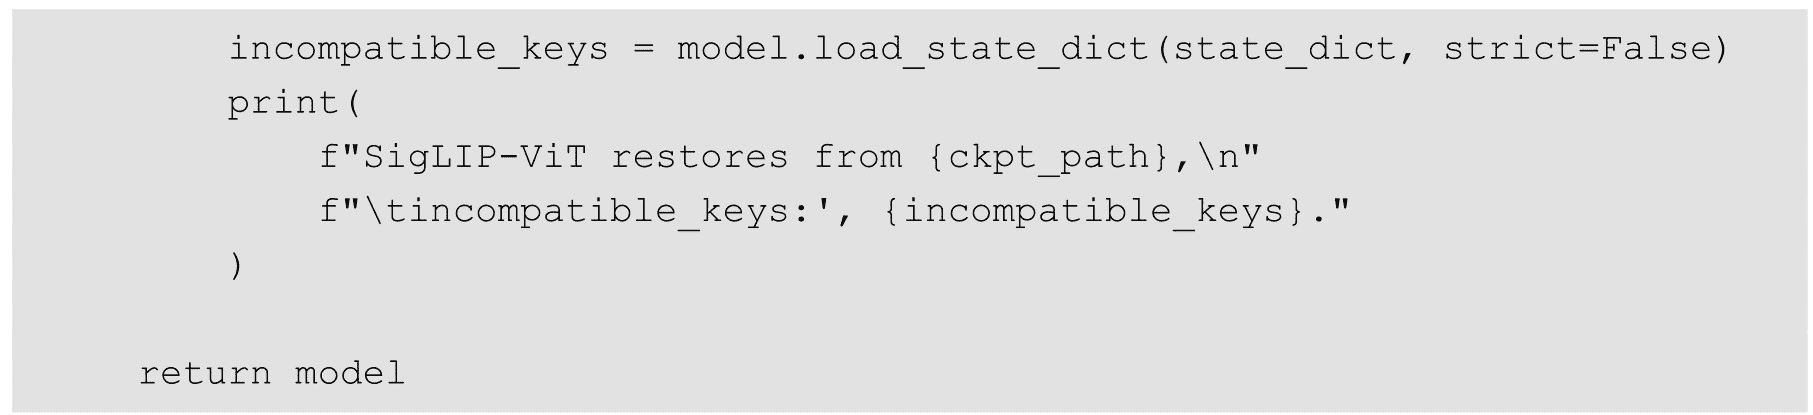 incompatible_keys = model.load_state_dict(state_dict, strict=False)
print(
f"SigLIP-ViT restores from {ckpt_path},\n"
f"\tincompatible_keys:', {incompatible_keys}."
)
return model